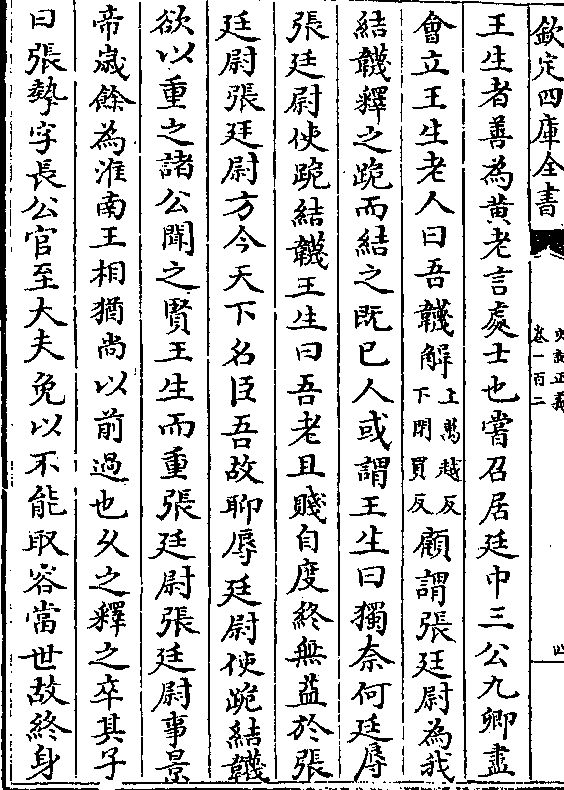 欽定四庫全書
史記正義
卷一百二
四
王生者善為黃老言處士也嘗召居廷中三公九卿盡
會立王生老人曰吾韈解上萬越反下閑買反顧謂張廷尉為我
結韈釋之跪而結之既已人或謂王生曰獨奈何廷辱
張廷尉使跪結韈王生曰吾老且賤自度終無益於張
廷尉張廷尉方今天下名臣吾故聊辱廷尉使跪結韈
欲以重之諸公聞之賢王生而重張廷尉張廷尉事景
帝嵗餘為淮南王相猶尚以前過也乆之釋之卒其子
曰張摯字長公官至大夫免以不能取容當世故終身